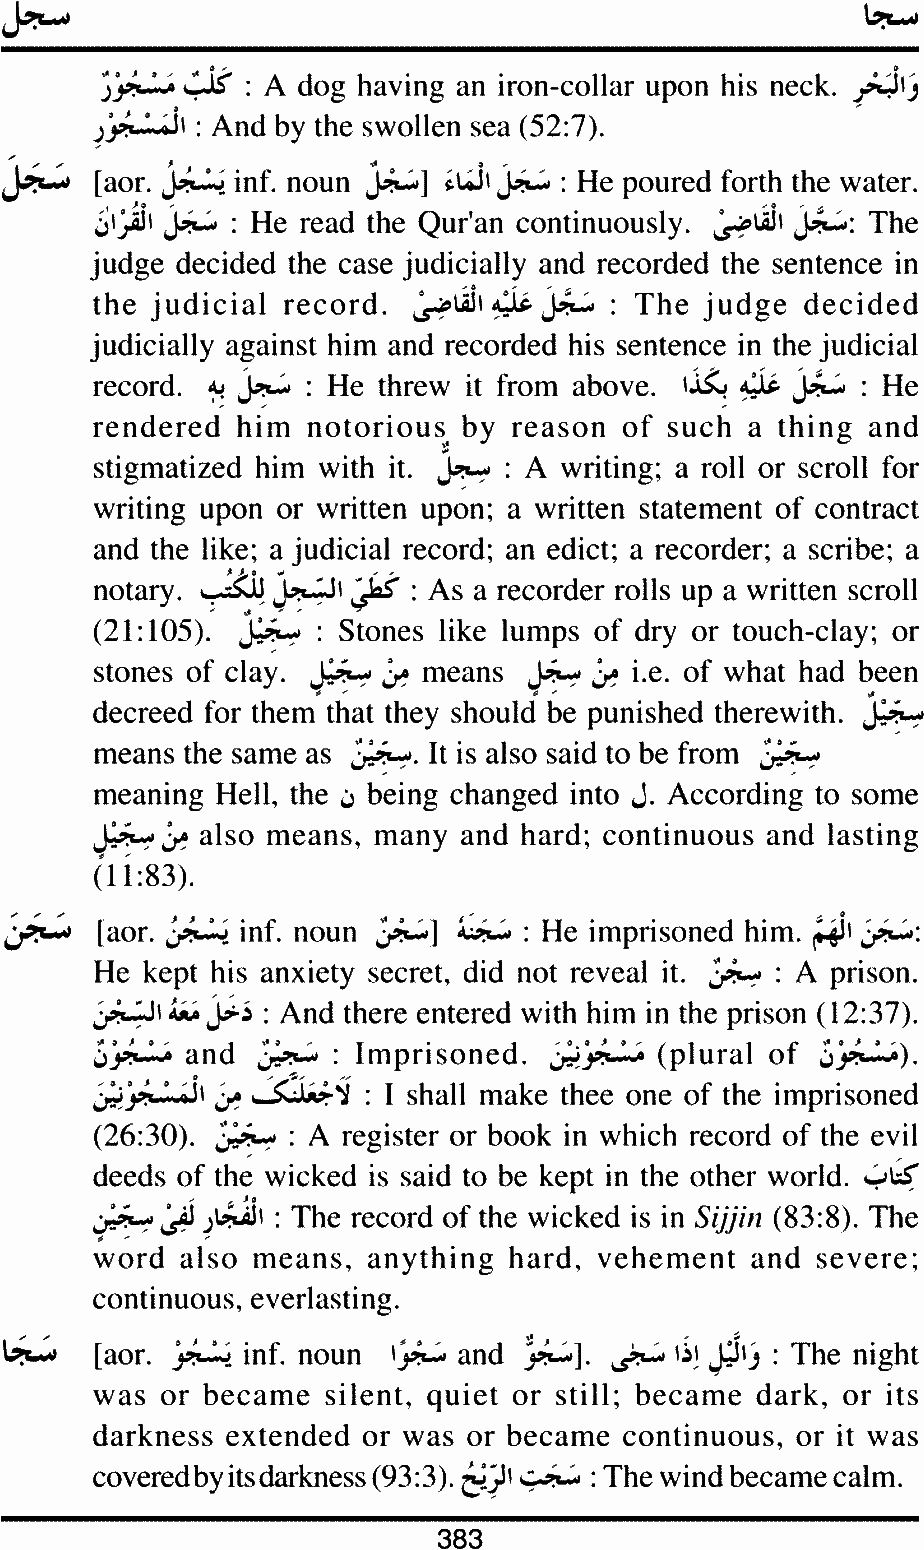 سجل سجا
كَلْبٌ مَسْجُوْرٌ : A dog having an iron-collar upon his neck. وَالْبَحْرِ
الْمَسْجُوْرِ : And by the swollen sea (52:7).
سَجَلَ [aor. يَسْجُلُ inf. noun سَجْلٌ] سَجَلَ الْمَاءَ : He poured forth the water.
سَجَلَ الْقُرْاٰنَ : He read the Qur'an continuously. سَجَّلَ الْقَاضِىْ: The
judge decided the case judicially and recorded the sentence in
the judicial record. سَجَّلَ عَلَيْهِ الْقَاضِىْ : The judge decided
judicially against him and recorded his sentence in the judicial
record. سَجِلَ بِهٖ : He threw it from above. سَجَّلَ عَلَيْهِ بِكَذَا : He
rendered him notorious by reason of such a thing and
stigmatized him with it. سِجِلٌّ : A writing; a roll or scroll for
writing upon or written upon; a written statement of contract
and the like; a judicial record; an edict; a recorder; a scribe; a
notary. كَطَيِّ السِّجِلِّ لِلْكُتُبِ : As a recorder rolls up a written scroll
(21:105). سِجِّيْلٌ : Stones like lumps of dry or touch-clay; or
stones of clay. مِنْ سِجِّيْلٍ means مِنْ سِجِّلٍ i.e. of what had been
decreed for them that they should be punished therewith. سِجِّيْلٌ
means the same as سِجِّيْنٌ. It is also said to be from سِجِّيْنٌ
meaning Hell, the ن being changed into ل. According to some
مِنْ سِجِّيْلٍ also means, many and hard; continuous and lasting
(11:83).
سَجَنَ [aor. يَسْجُنُ inf. noun سَجْنٌ] سَجَنَهُ : He imprisoned him. سَجَنَ الْهَمَّ:
He kept his anxiety secret, did not reveal it. سِجْنٌ : A prison.
دَخَلَ مَعَهُ السِّجْنَ : And there entered with him in the prison (12:37).
مَسْجُوْنٌ and سَجِيْنٌ : Imprisoned. مَسْجُوْنِيْنَ (plural of مَسْجُوْنٌ).
لَاَجْعَلَنَّكَ مِنَ الْمَسْجُوْنِيْنَ : I shall make thee one of the imprisoned
(26:30). سِجِّيْنٌ : A register or book in which record of the evil
deeds of the wicked is said to be kept in the other world. كِتَابَ
الْفُجَّارِ لَفِىْ سِجِّيْنٍ : The record of the wicked is in Sijjin (83:8). The
word also means, anything hard, vehement and severe;
continuous, everlasting.
سَجَا [aor. يَسْجُوْ inf. noun سَجْوًا and سُجُوٌّ]. وَالَّيْلِ اِذَا سَجٰى : The night
was or became silent, quiet or still; became dark, or its
darkness extended or was or became continuous, or it was
covered by its darkness (93:3). سَجَتِ الرِّيْحُ : The wind became calm.
383